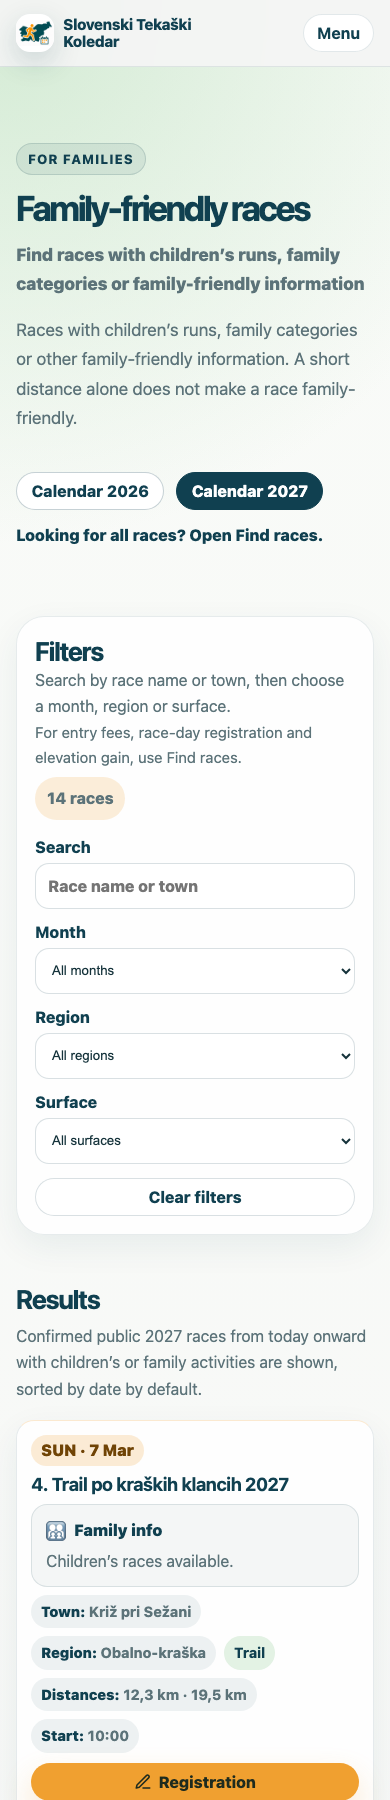 Slovenski Tekaški
Koledar
Menu
FOR FAMILIES
Family-friendly races
Find races with children’s runs, family
categories or family-friendly information
Races with children’s runs, family categories
or other family-friendly information. A short
distance alone does not make a race family-
friendly.
Calendar 2026
Calendar 2027
Looking for all races? Open Find races.
Filters
Search by race name or town, then choose
a month, region or surface.
For entry fees, race-day registration and
elevation gain, use Find races.
14 races
Search
Race name or town
Month
All months
Region
All regions
Surface
All surfaces
Clear filters
Results
Confirmed public 2027 races from today onward
with children’s or family activities are shown,
sorted by date by default.
SUN · 7 Mar
4. Trail po kraških klancih 2027
Family info
Children’s races available.
Town: Križ pri Sežani
Region: Obalno-kraška
Trail
Distances: 12,3 km · 19,5 km
Start: 10:00
Registration